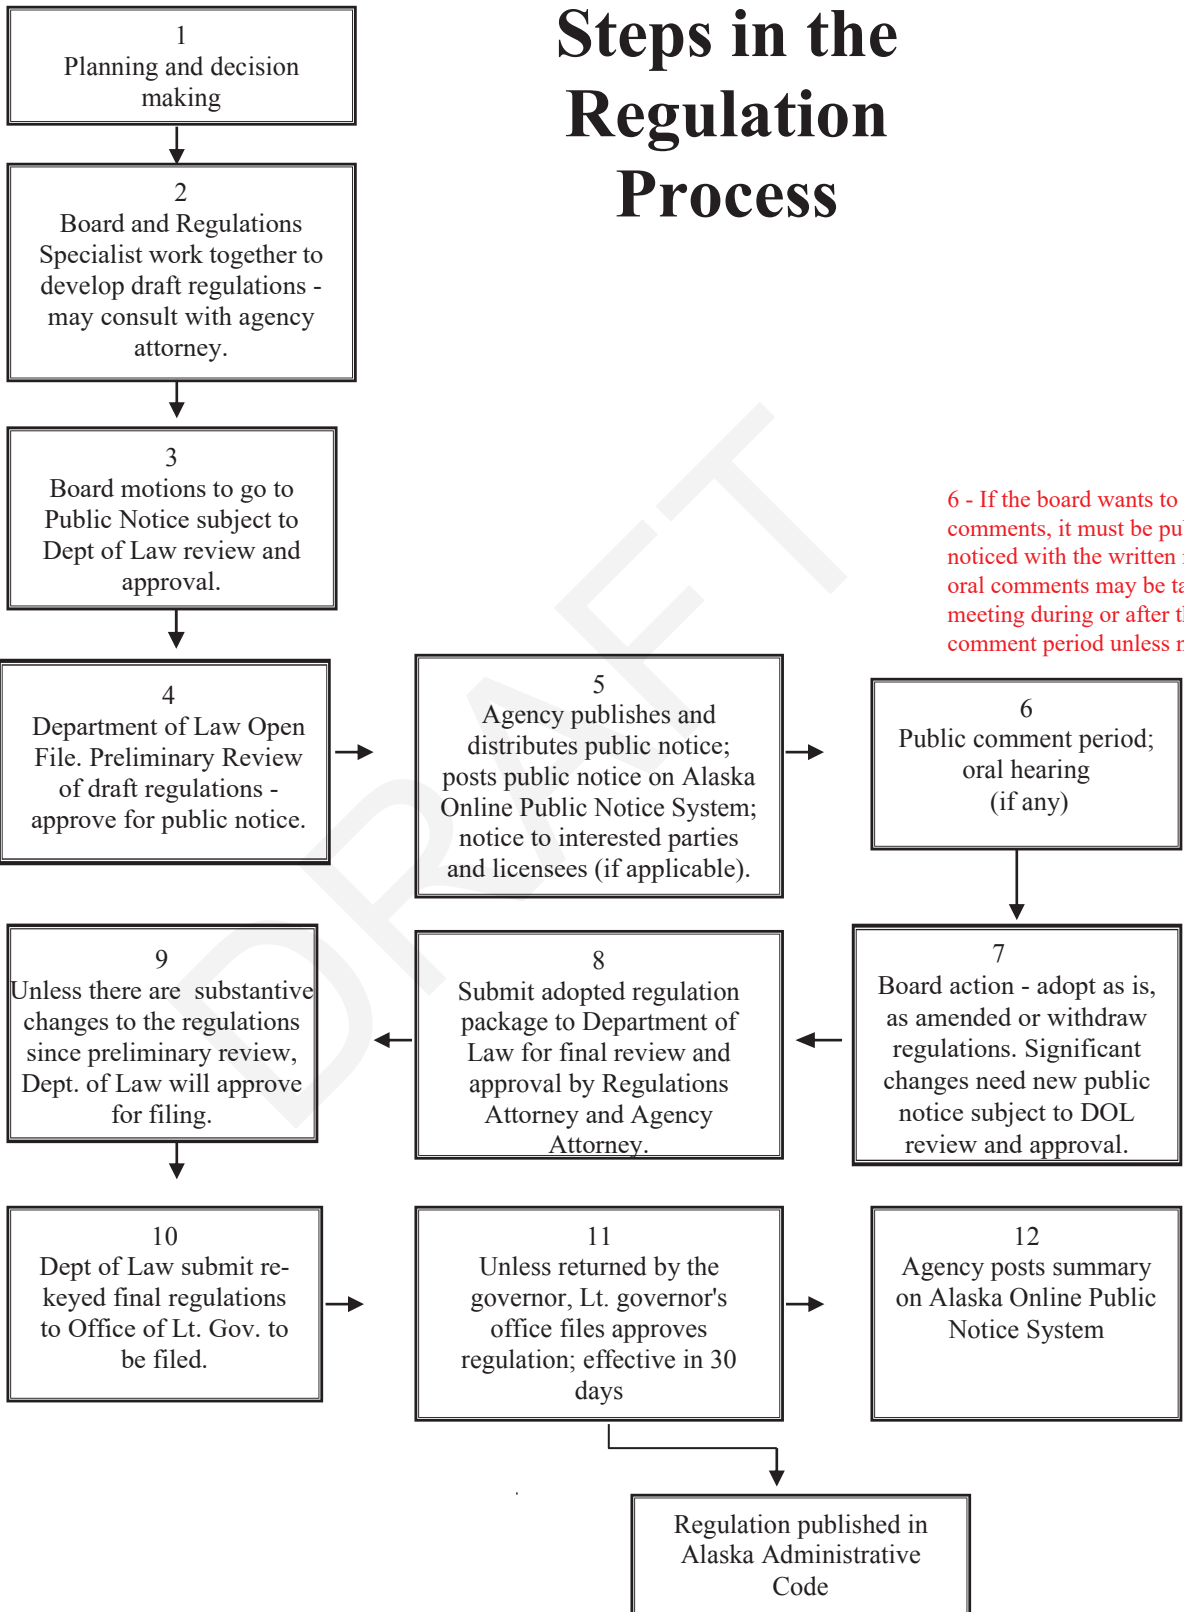 Steps in the
Regulation
Process
1
Planning and decision
making
2
Board and Regulations
Specialist work together to
develop draft regulations -
may consult with agency
attorney.
3
Board motions to go to
Public Notice subject to
Dept of Law review and
approval.
6 - If the board wants to
comments, it must be
noticed with the written
oral comments may be
meeting during or after
comment period unless
4
Department of Law Open
File. Preliminary Review
of draft regulations -
approve for public notice.
5
Agency publishes and
distributes public notice;
posts public notice on Alaska
Online Public Notice System;
notice to interested parties
and licensees (if applicable).
6
Public comment period;
oral hearing
(if any)
7
Board action - adopt as is,
as amended or withdraw
regulations. Significant
changes need new public
notice subject to DOL
review and approval.
8
Submit adopted regulation
package to Department of
Law for final review and
approval by Regulations
Attorney and Agency
Attorney.
9
Unless there are substantive
changes to the regulations
since preliminary review,
Dept. of Law will approve
for filing.
10
Dept of Law submit re-
keyed final regulations
to Office of Lt. Gov. to
be filed.
11
Unless returned by the
governor, Lt. governor's
office files approves
regulation; effective in 30
days
12
Agency posts summary
on Alaska Online Public
Notice System
Regulation published in
Alaska Administrative
Code
DRAFT